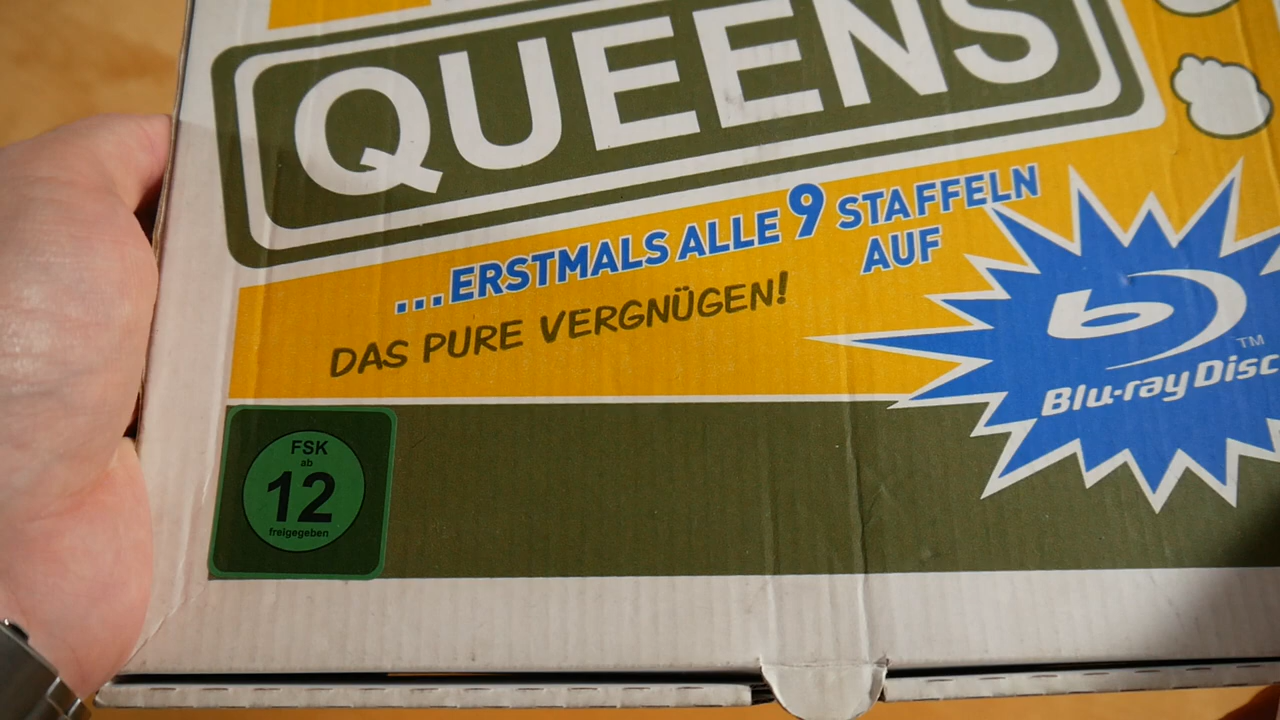 QUEENS
...ERSTMALS ALLE 9 STAFFELN
AUF
DAS PURE VERGNÜGEN!
Blu-ray Disc
TM
FSK
ab
12
freigegeben